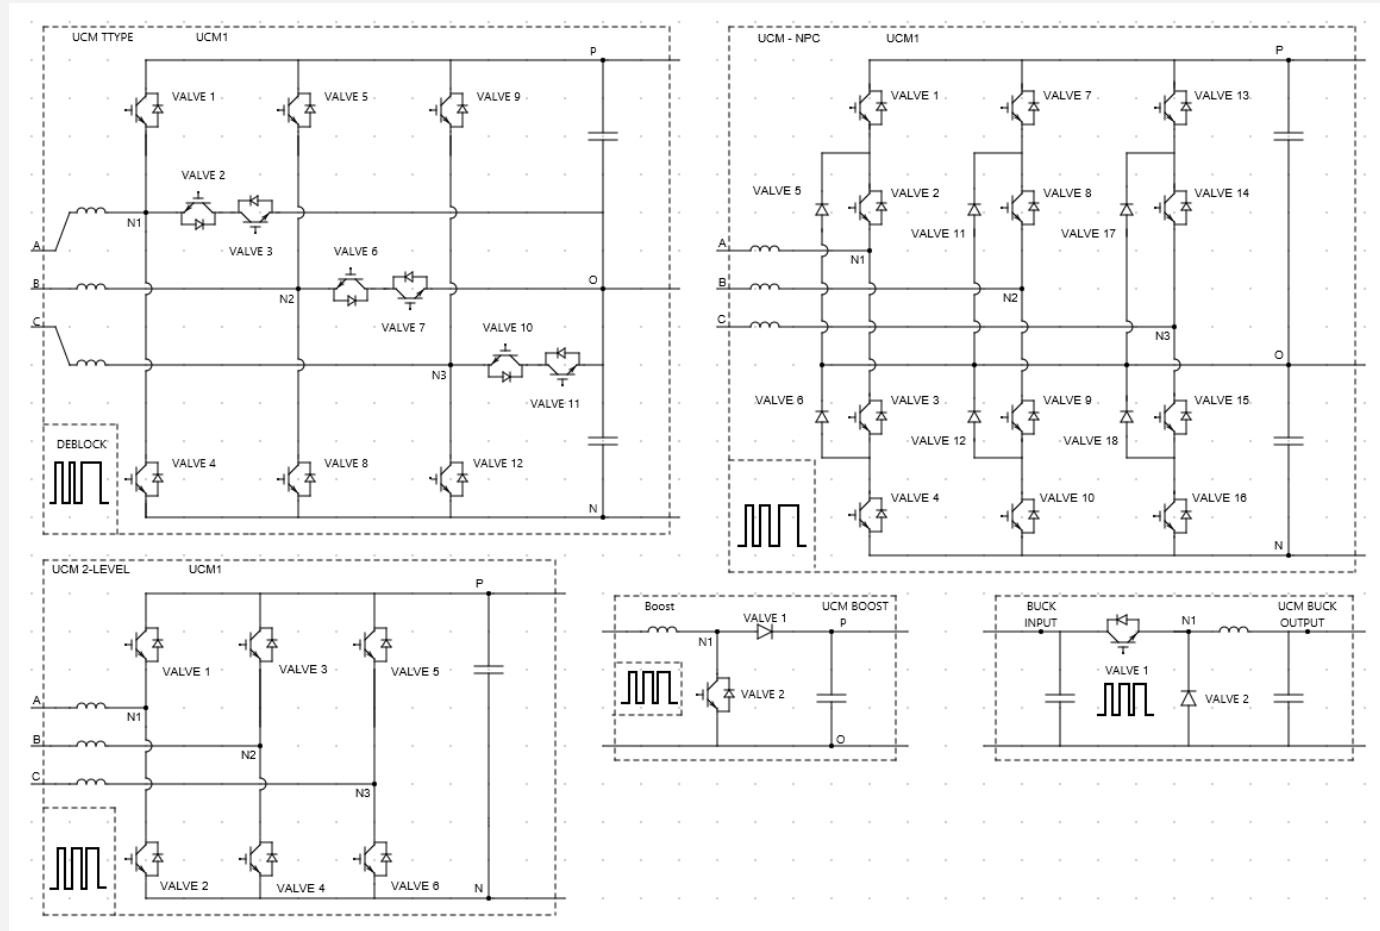 UCM TTYPE
UCM1
P
VALVE 1
VALVE 5
VALVE 9
VALVE 2
N1
VALVE 3
VALVE 6
A
B
O
N2
C
VALVE 7
VALVE 10
N3
VALVE 11
DEBLOCK
VALVE 4
VALVE 8
VALVE 12
N
UCM - NPC
UCM1
P
VALVE 1
VALVE 7
VALVE 13
VALVE 5
VALVE 2
VALVE 8
VALVE 14
VALVE 11
VALVE 17
A
N1
B
N2
C
N3
O
VALVE 6
VALVE 3
VALVE 9
VALVE 15
VALVE 12
VALVE 18
VALVE 4
VALVE 10
VALVE 16
N
UCM 2-LEVEL
UCM1
P
VALVE 1
VALVE 3
VALVE 5
A
N1
B
N2
C
N3
VALVE 2
VALVE 4
VALVE 6
N
Boost
UCM BOOST
VALVE 1
P
N1
VALVE 2
O
BUCK
INPUT
UCM BUCK
OUTPUT
N1
VALVE 1
VALVE 2